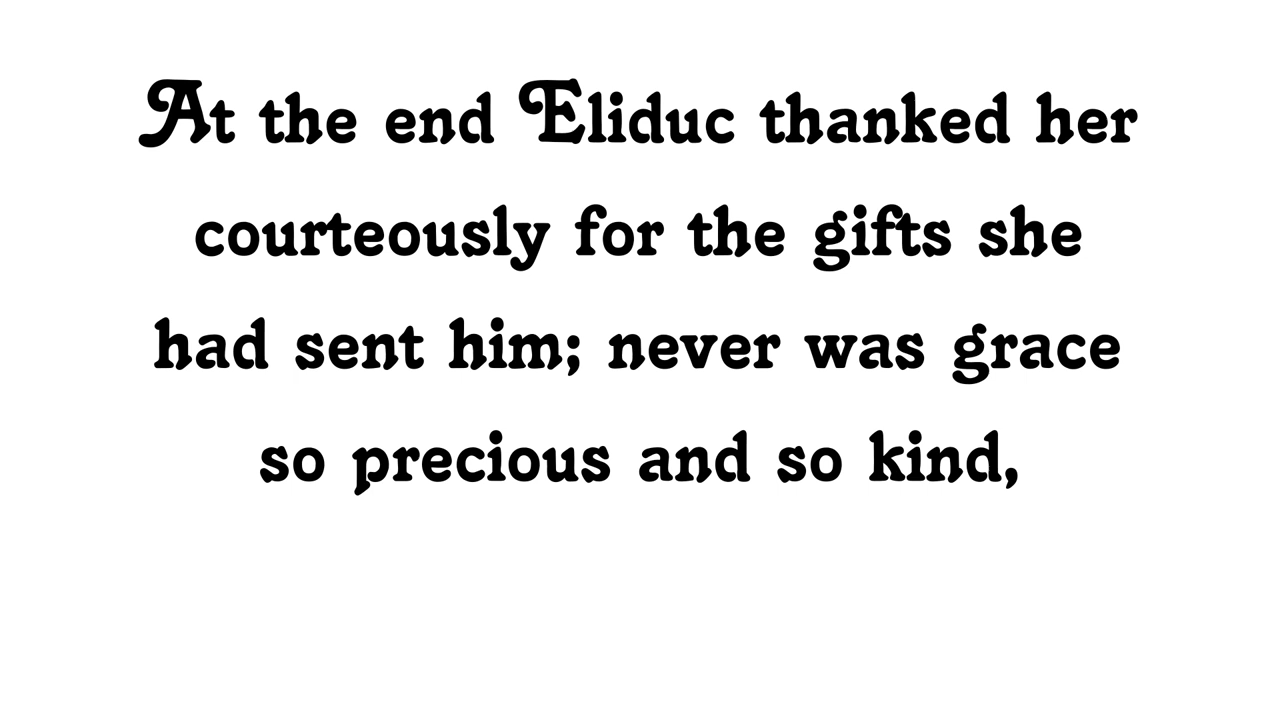 At the end Eliduc thanked her
courteously for the gifts she
had sent him; never was grace
so precious and so kind,